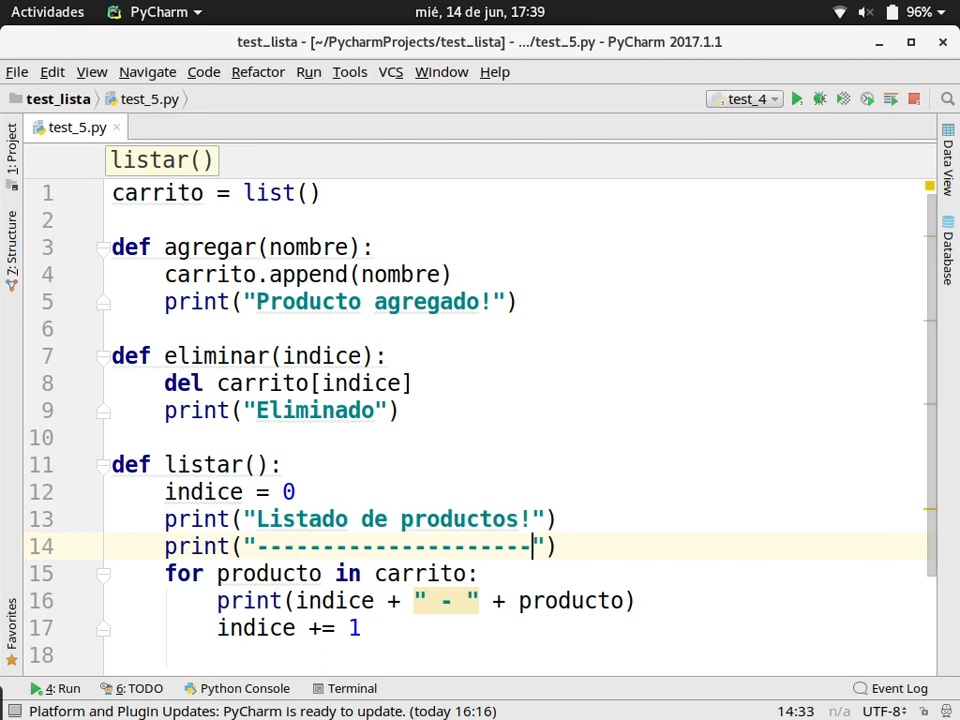 Actividades PyCharm mié, 14 de jun, 17:39 96%
test_lista - [~/PycharmProjects/test_lista] - .../test_5.py - PyCharm 2017.1.1
File Edit View Navigate Code Refactor Run Tools VCS Window Help
test_lista test_5.py test_4
test_5.py
1: Project
7: Structure
Favorites
Data View
Database
listar()
1 carrito = list()
2
3 def agregar(nombre):
4 carrito.append(nombre)
5 print("Producto agregado!")
6
7 def eliminar(indice):
8 del carrito[indice]
9 print("Eliminado")
10
11 def listar():
12 indice = 0
13 print("Listado de productos!")
14 print("---------------------")
15 for producto in carrito:
16 print(indice + " - " + producto)
17 indice += 1
18
4: Run 6: TODO Python Console Terminal Event Log
Platform and Plugin Updates: PyCharm is ready to update. (today 16:16) 14:33 n/a UTF-8